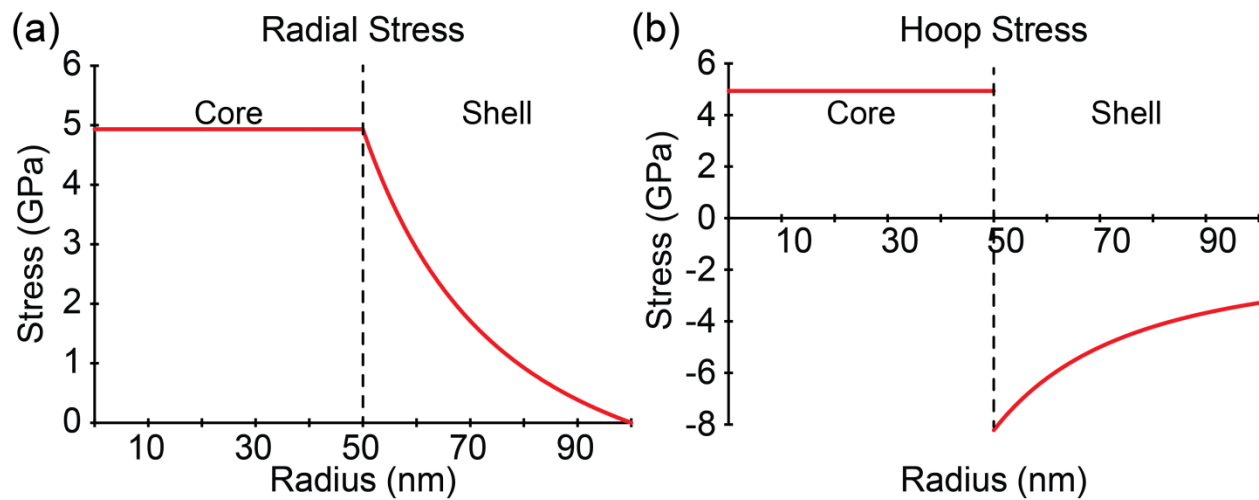 (a) Radial Stress
Stress (GPa)
6
5
4
3
2
1
0
Core
Shell
10 30 50 70 90
Radius (nm)
(b) Hoop Stress
Stress (GPa)
6
4
2
0
-2
-4
-6
-8
Core
Shell
10 30 50 70 90
Radius (nm)